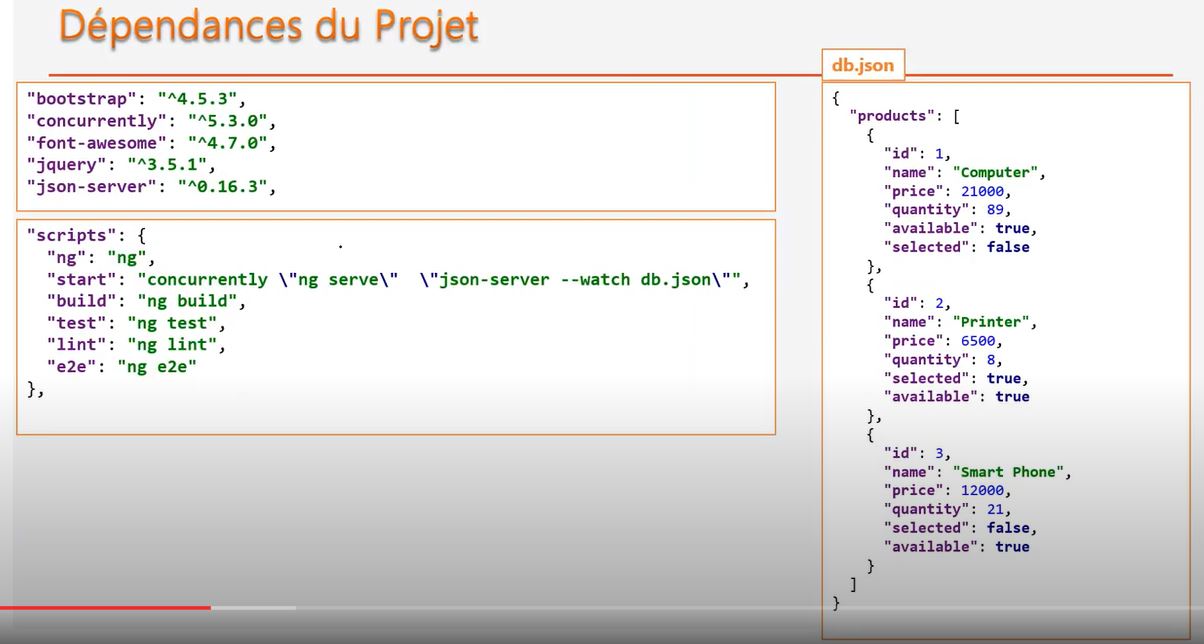 Dépendances du Projet
"bootstrap": "^4.5.3",
"concurrently": "^5.3.0",
"font-awesome": "^4.7.0",
"jquery": "^3.5.1",
"json-server": "^0.16.3",
"scripts": {
"ng": "ng",
"start": "concurrently \"ng serve\"  \"json-server --watch db.json\"",
"build": "ng build",
"test": "ng test",
"lint": "ng lint",
"e2e": "ng e2e"
},
db.json
{
"products": [
{
"id": 1,
"name": "Computer",
"price": 21000,
"quantity": 89,
"available": true,
"selected": false
},
{
"id": 2,
"name": "Printer",
"price": 6500,
"quantity": 8,
"selected": true,
"available": true
},
{
"id": 3,
"name": "Smart Phone",
"price": 12000,
"quantity": 21,
"selected": false,
"available": true
}
]
}